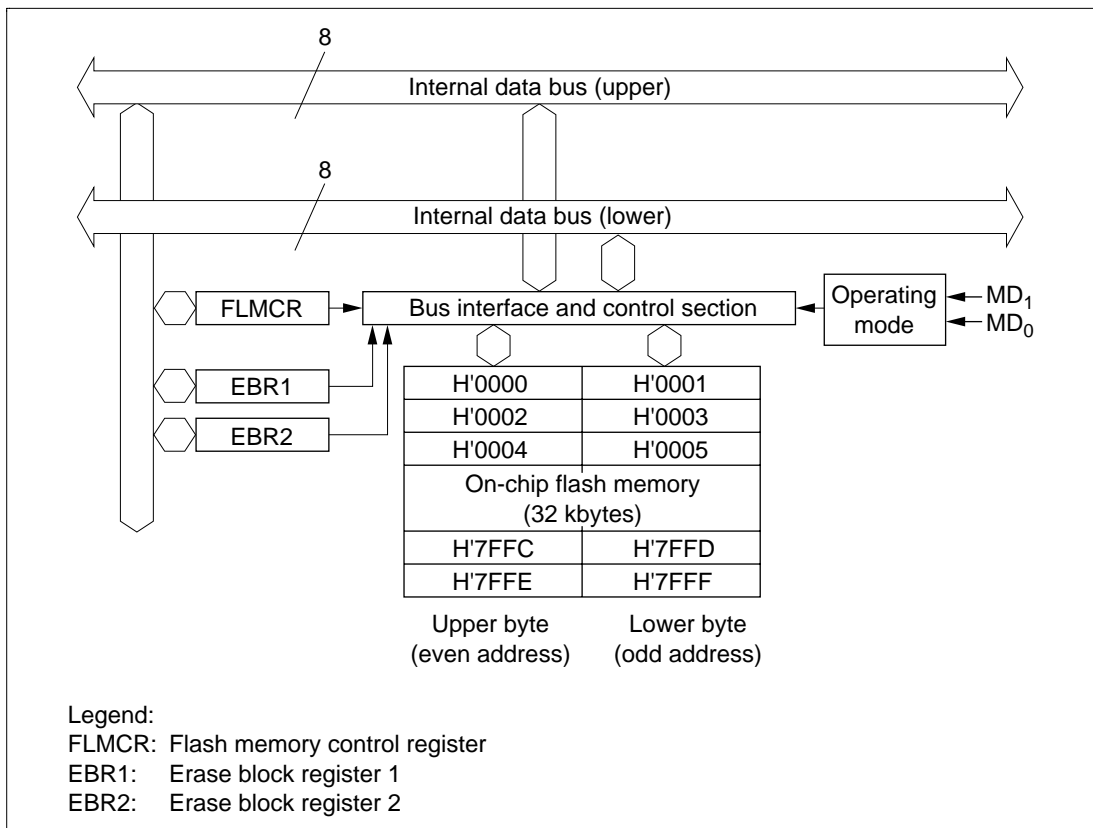 8
Internal data bus (upper)
8
Internal data bus (lower)
FLMCR
Bus interface and control section
Operating
mode
MD1
MD0
EBR1
EBR2
H'0000 H'0001
H'0002 H'0003
H'0004 H'0005
On-chip flash memory
(32 kbytes)
H'7FFC H'7FFD
H'7FFE H'7FFF
Upper byte Lower byte
(even address) (odd address)
Legend:
FLMCR: Flash memory control register
EBR1: Erase block register 1
EBR2: Erase block register 2